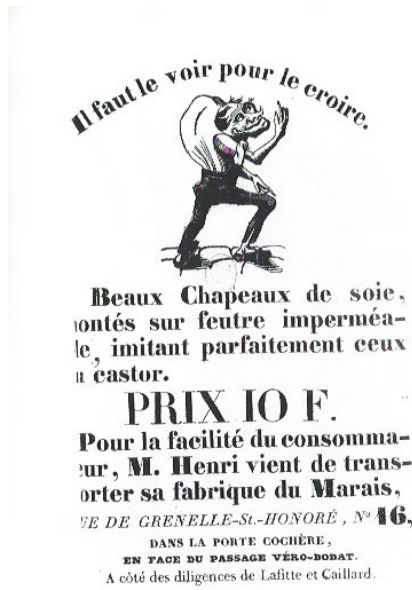 Il faut le voir pour le croire.
Beaux Chapeaux de soie,
ontés sur feutre imperméa-
le, imitant parfaitement ceux
castor.
PRIX 10 F.
Pour la facilité du consomma-
eur, M. Henri vient de trans-
orter sa fabrique du Marais,
UE DE GRENELLE-St.-HONORÉ, N° 16,
DANS LA PORTE COCHÈRE,
EN FACE DU PASSAGE VÉRO-DODAT.
A côté des diligences de Lafitte et Caillard.